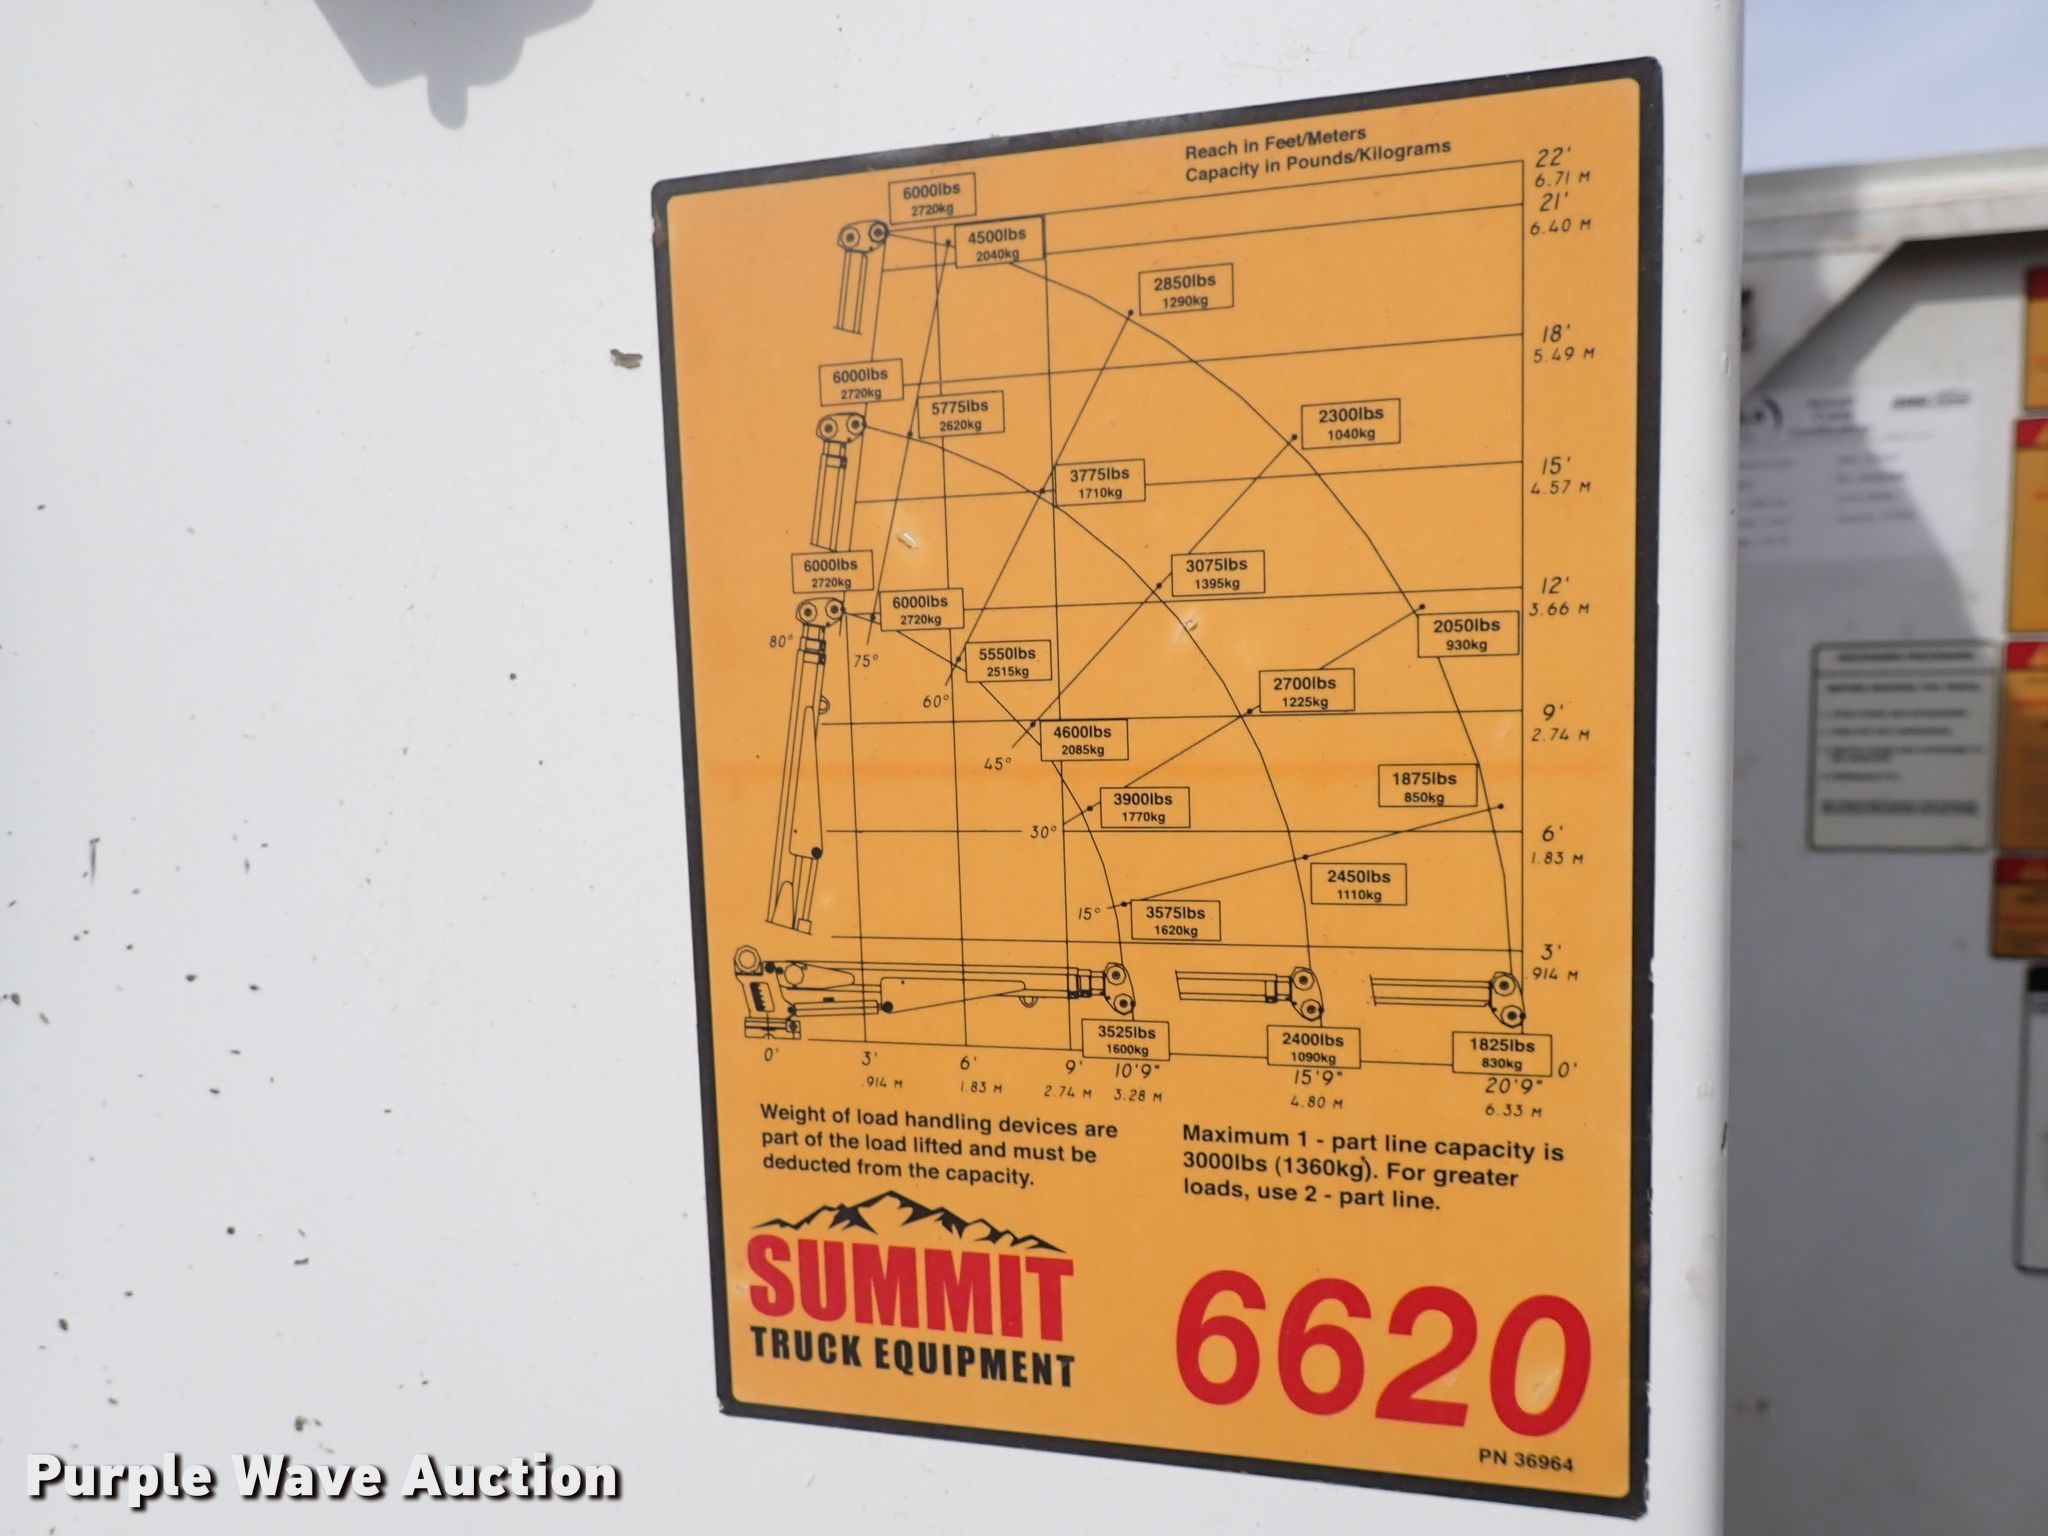 Reach in Feet/Meters
Capacity in Pounds/Kilograms
22'
6.71 M
21'
6.40 M
18'
5.49 M
15'
4.57 M
12'
3.66 M
9'
2.74 M
6'
1.83 M
3'
.914 M
0'
6000lbs
2720kg
4500lbs
2040kg
2850lbs
1290kg
6000lbs
2720kg
5775lbs
2620kg
2300lbs
1040kg
3775lbs
1710kg
6000lbs
2720kg
6000lbs
2720kg
3075lbs
1395kg
2050lbs
930kg
80°
75°
60°
5550lbs
2515kg
2700lbs
1225kg
45°
4600lbs
2085kg
1875lbs
850kg
30°
3900lbs
1770kg
2450lbs
1110kg
15°
3575lbs
1620kg
3525lbs
1600kg
2400lbs
1090kg
1825lbs
830kg
0'
3'
.914 M
6'
1.83 M
9'
2.74 M
10'9"
3.28 M
15'9"
4.80 M
20'9"
6.33 M
Weight of load handling devices are
part of the load lifted and must be
deducted from the capacity.
Maximum 1 - part line capacity is
3000lbs (1360kg). For greater
loads, use 2 - part line.
SUMMIT
TRUCK EQUIPMENT
6620
PN 36964
Purple Wave Auction